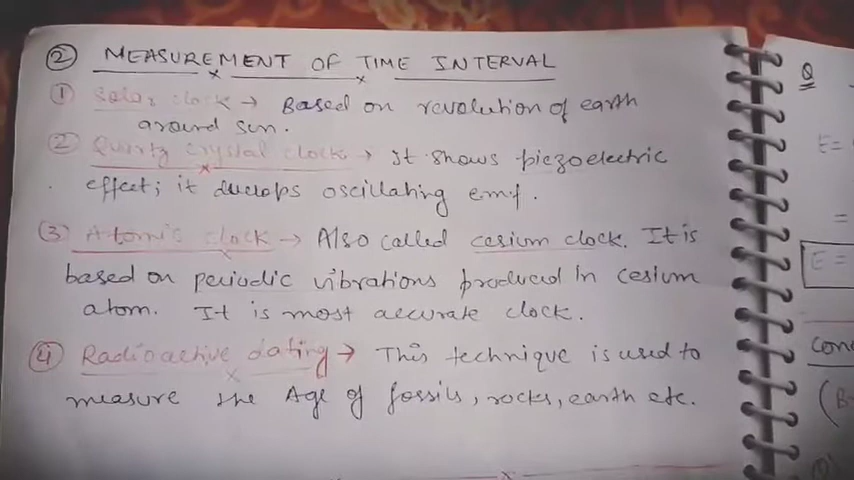 ② MEASUREMENT OF TIME INTERVAL
① Solar clock → Based on revolution of earth
around sun.
② Quartz crystal clock → it shows piezoelectric
effect; it develops oscillating emf.
③ Atomic clock → Also called cesium clock. It is
based on periodic vibrations produced in cesium
atom. It is most accurate clock.
④ Radioactive dating → This technique is used to
measure the Age of fossils, rocks, earth etc.
Q
E=
=
E =